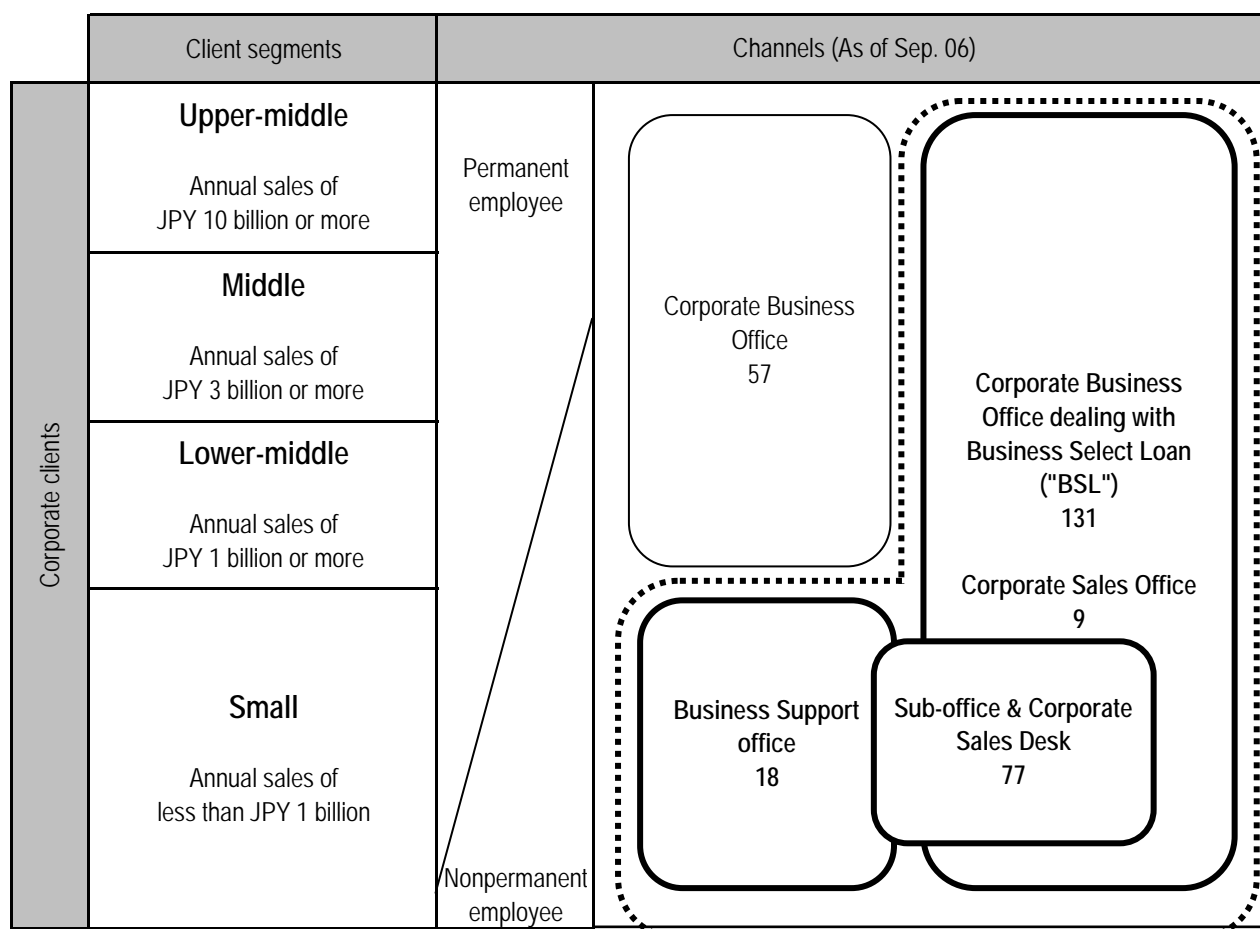 Client segments
Channels (As of Sep. 06)
Corporate clients
Upper-middle
Annual sales of
JPY 10 billion or more
Middle
Annual sales of
JPY 3 billion or more
Lower-middle
Annual sales of
JPY 1 billion or more
Small
Annual sales of
less than JPY 1 billion
Permanent
employee
Nonpermanent
employee
Corporate Business
Office
57
Corporate Business
Office dealing with
Business Select Loan
("BSL")
131
Corporate Sales Office
9
Business Support
office
18
Sub-office & Corporate
Sales Desk
77